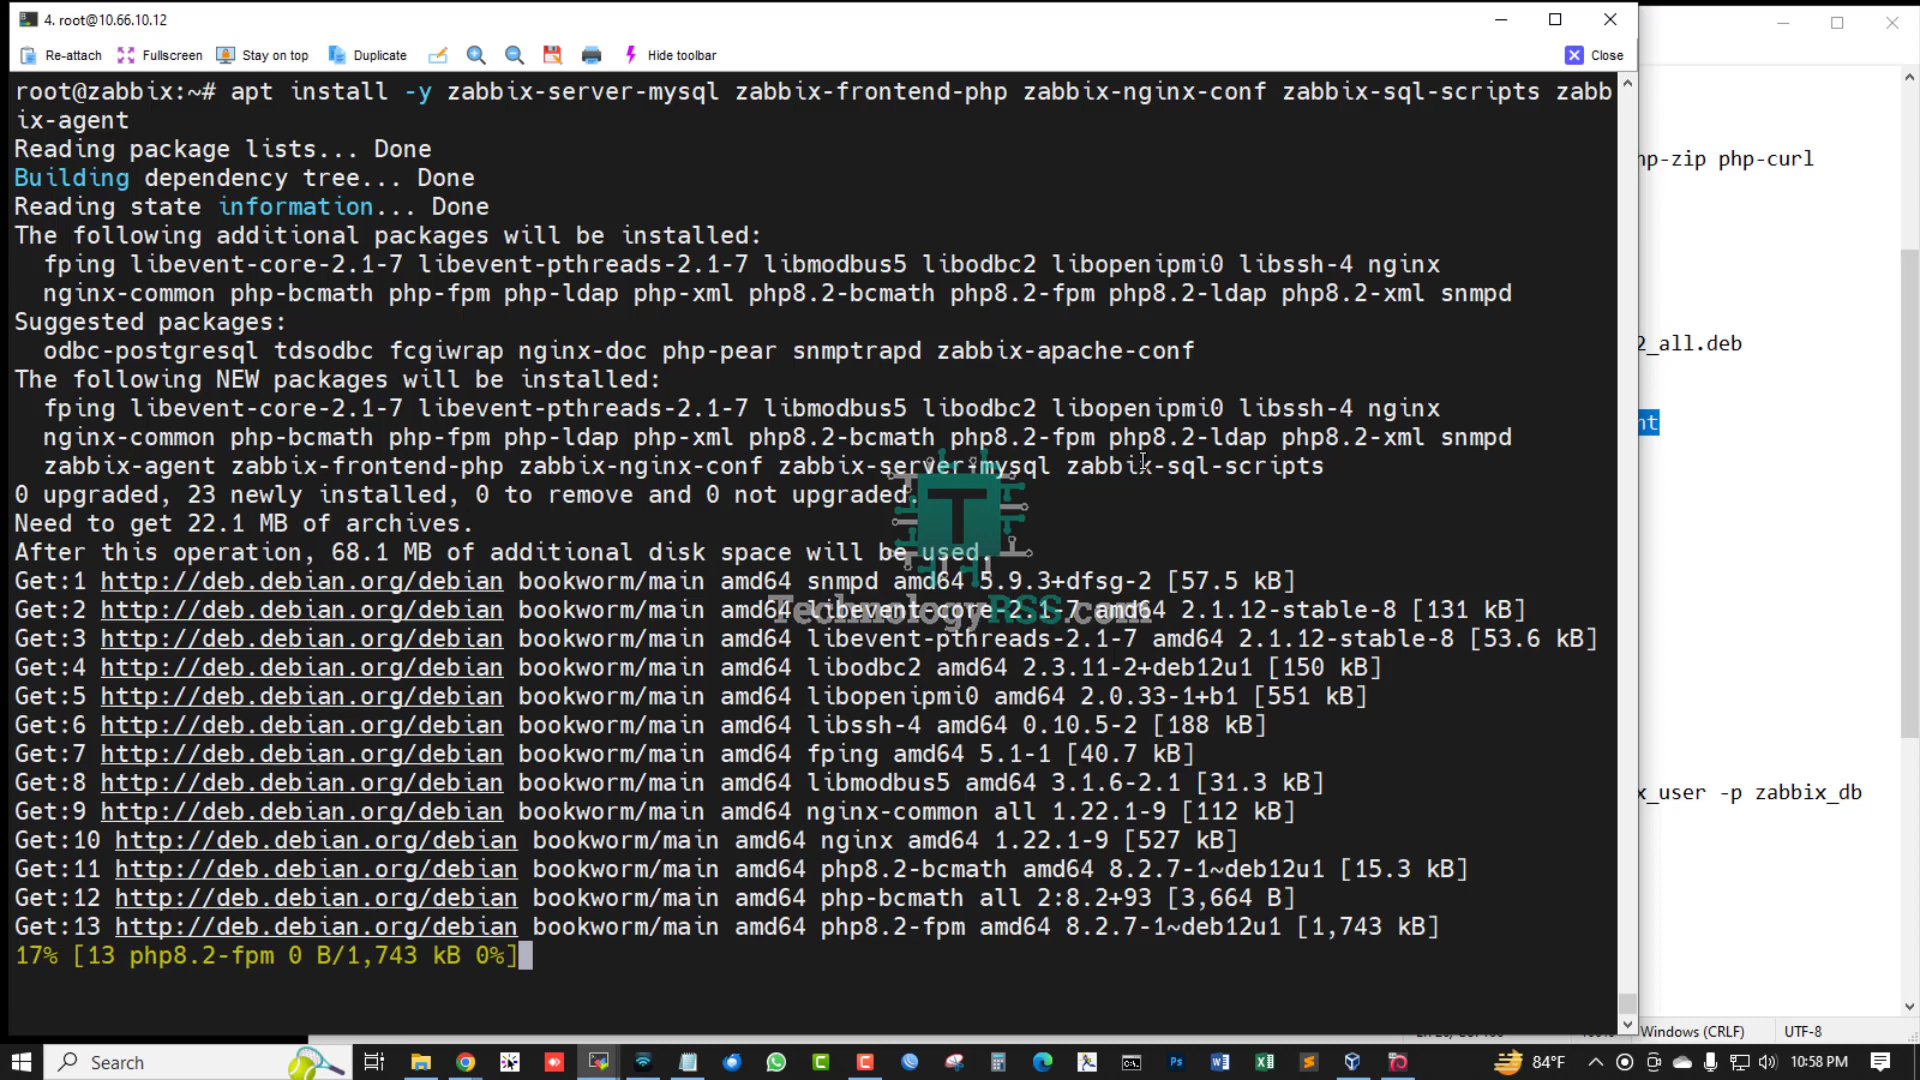 4. root@10.66.10.12
Re-attach Fullscreen Stay on top Duplicate Hide toolbar Close
root@zabbix:~# apt install -y zabbix-server-mysql zabbix-frontend-php zabbix-nginx-conf zabbix-sql-scripts zabb
ix-agent
Reading package lists... Done
Building dependency tree... Done
Reading state information... Done
The following additional packages will be installed:
fping libevent-core-2.1-7 libevent-pthreads-2.1-7 libmodbus5 libodbc2 libopenipmi0 libssh-4 nginx
nginx-common php-bcmath php-fpm php-ldap php-xml php8.2-bcmath php8.2-fpm php8.2-ldap php8.2-xml snmpd
Suggested packages:
odbc-postgresql tdsodbc fcgiwrap nginx-doc php-pear snmptrapd zabbix-apache-conf
The following NEW packages will be installed:
fping libevent-core-2.1-7 libevent-pthreads-2.1-7 libmodbus5 libodbc2 libopenipmi0 libssh-4 nginx
nginx-common php-bcmath php-fpm php-ldap php-xml php8.2-bcmath php8.2-fpm php8.2-ldap php8.2-xml snmpd
zabbix-agent zabbix-frontend-php zabbix-nginx-conf zabbix-server-mysql zabbix-sql-scripts
0 upgraded, 23 newly installed, 0 to remove and 0 not upgraded.
Need to get 22.1 MB of archives.
After this operation, 68.1 MB of additional disk space will be used.
Get:1 http://deb.debian.org/debian bookworm/main amd64 snmpd amd64 5.9.3+dfsg-2 [57.5 kB]
Get:2 http://deb.debian.org/debian bookworm/main amd64 libevent-core-2.1-7 amd64 2.1.12-stable-8 [131 kB]
Get:3 http://deb.debian.org/debian bookworm/main amd64 libevent-pthreads-2.1-7 amd64 2.1.12-stable-8 [53.6 kB]
Get:4 http://deb.debian.org/debian bookworm/main amd64 libodbc2 amd64 2.3.11-2+deb12u1 [150 kB]
Get:5 http://deb.debian.org/debian bookworm/main amd64 libopenipmi0 amd64 2.0.33-1+b1 [551 kB]
Get:6 http://deb.debian.org/debian bookworm/main amd64 libssh-4 amd64 0.10.5-2 [188 kB]
Get:7 http://deb.debian.org/debian bookworm/main amd64 fping amd64 5.1-1 [40.7 kB]
Get:8 http://deb.debian.org/debian bookworm/main amd64 libmodbus5 amd64 3.1.6-2.1 [31.3 kB]
Get:9 http://deb.debian.org/debian bookworm/main amd64 nginx-common all 1.22.1-9 [112 kB]
Get:10 http://deb.debian.org/debian bookworm/main amd64 nginx amd64 1.22.1-9 [527 kB]
Get:11 http://deb.debian.org/debian bookworm/main amd64 php8.2-bcmath amd64 8.2.7-1~deb12u1 [15.3 kB]
Get:12 http://deb.debian.org/debian bookworm/main amd64 php-bcmath all 2:8.2+93 [3,664 B]
Get:13 http://deb.debian.org/debian bookworm/main amd64 php8.2-fpm amd64 8.2.7-1~deb12u1 [1,743 kB]
17% [13 php8.2-fpm 0 B/1,743 kB 0%]
T
TechnologyRSS.com
hp-zip php-curl
2_all.deb
nt
x_user -p zabbix_db
Windows (CRLF) UTF-8
Search
84°F 10:58 PM